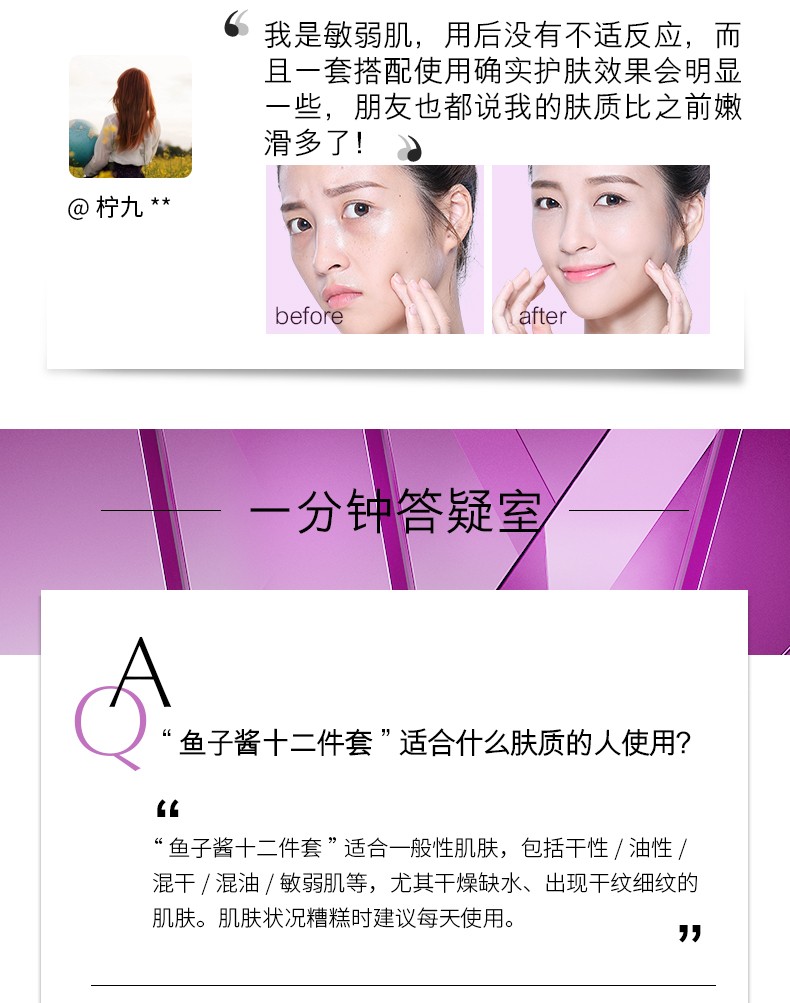 我是敏弱肌，用后没有不适反应，而
且一套搭配使用确实护肤效果会明显
一些，朋友也都说我的肤质比之前嫩
滑多了！
@ 柠九 **
before
after
一分钟答疑室
A
Q
“ 鱼子酱十二件套 ” 适合什么肤质的人使用？
“ 鱼子酱十二件套 ” 适合一般性肌肤，包括干性 / 油性 /
混干 / 混油 / 敏弱肌等，尤其干燥缺水、出现干纹细纹的
肌肤。肌肤状况糟糕时建议每天使用。